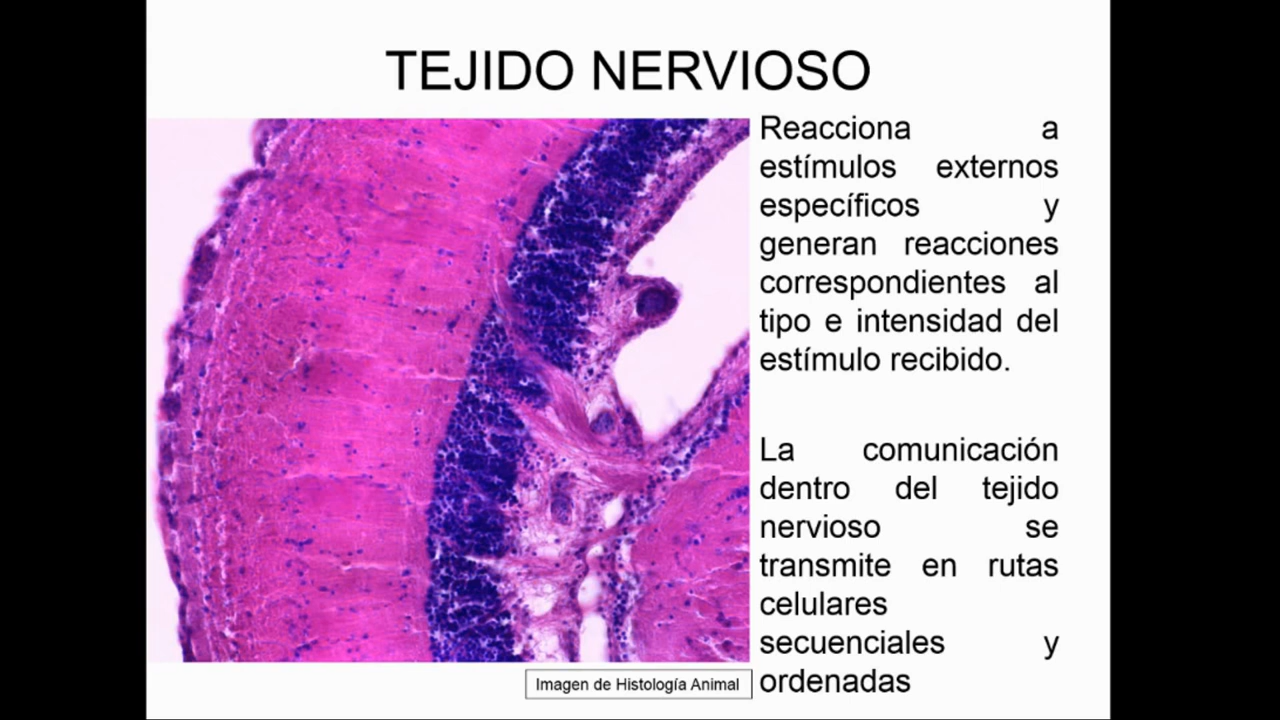 TEJIDO NERVIOSO
Reacciona a
estímulos externos
específicos y
generan reacciones
correspondientes al
tipo e intensidad del
estímulo recibido.
La comunicación
dentro del tejido
nervioso se
transmite en rutas
celulares
secuenciales y
ordenadas
Imagen de Histología Animal